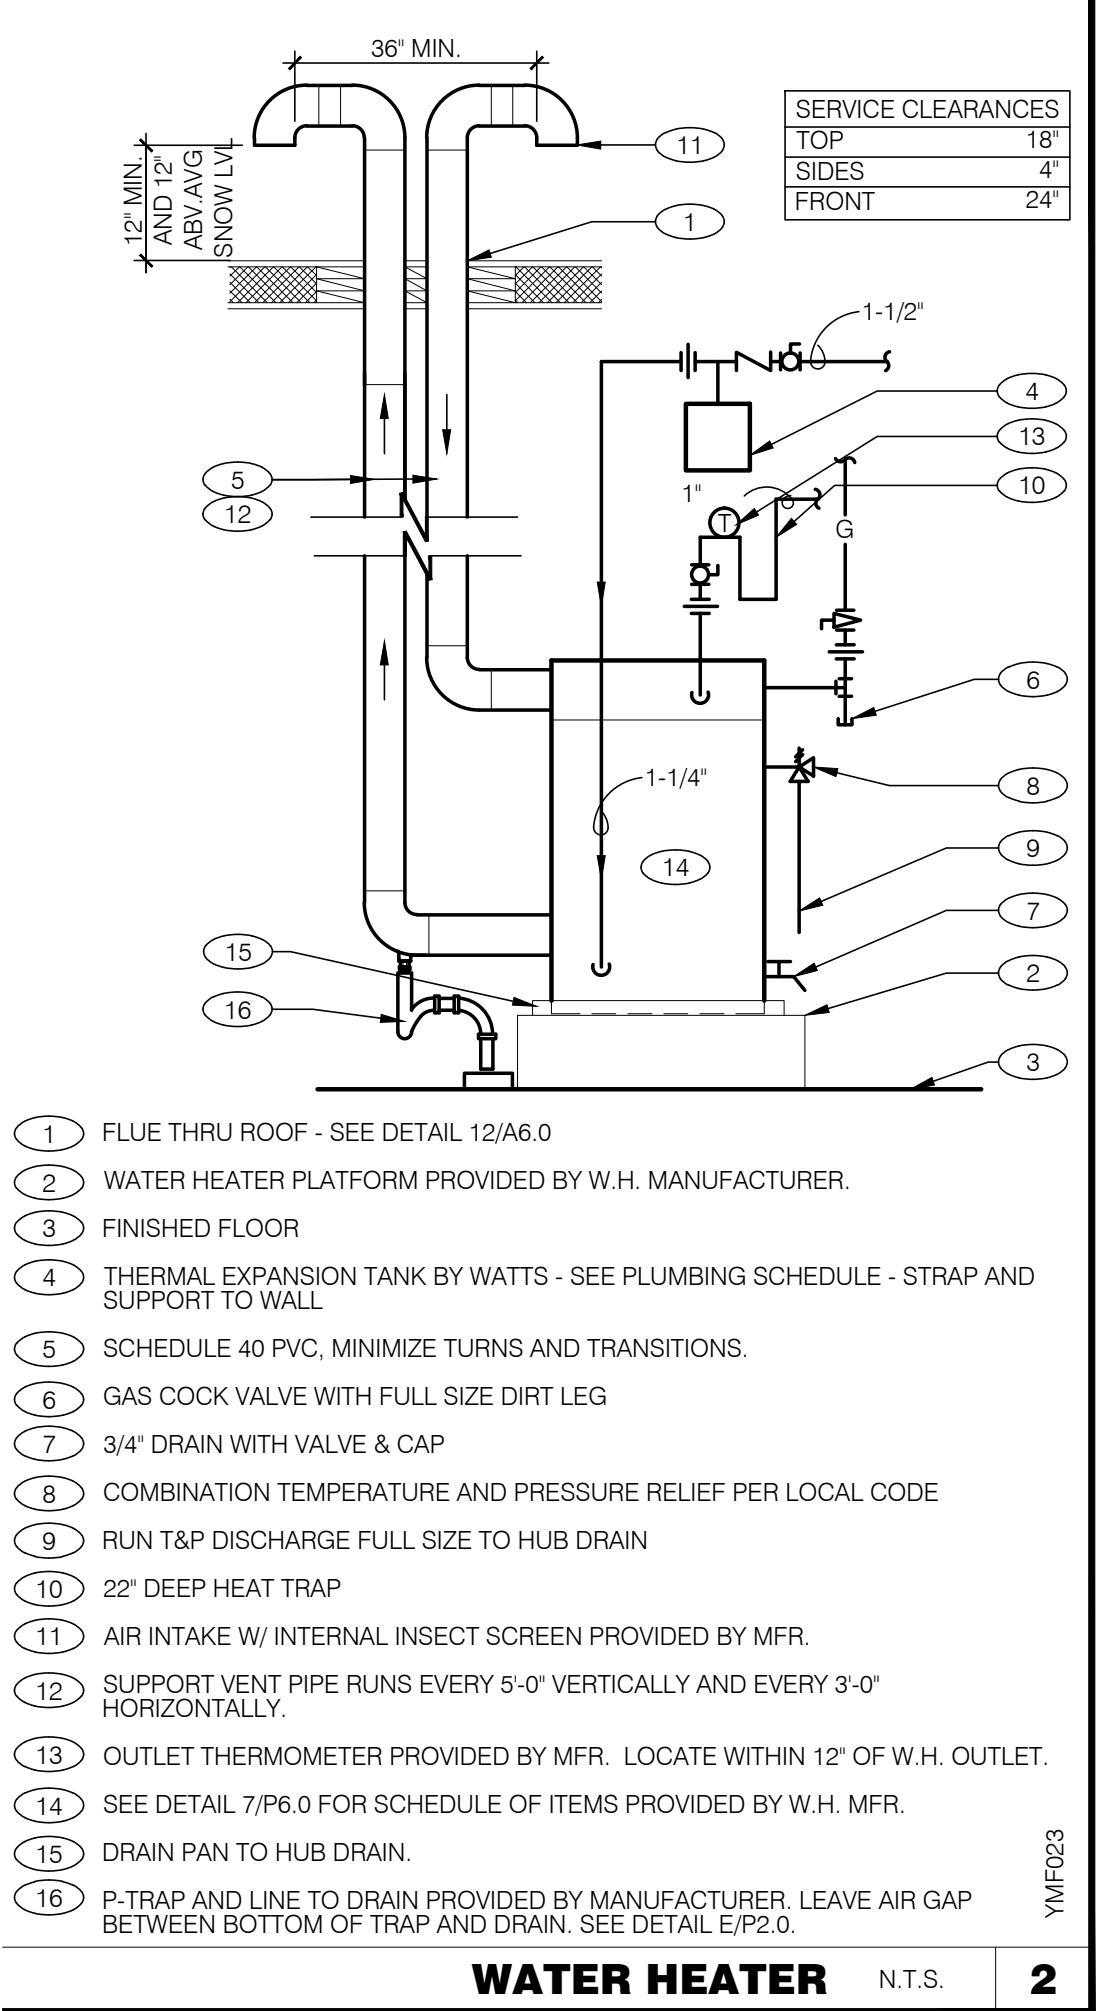 36" MIN.
12" MIN.
AND 12"
ABV.AVG
SNOW LVL
SERVICE CLEARANCES
TOP 18"
SIDES 4"
FRONT 24"
11
1
1-1/2"
4
13
10
1"
T
G
5
12
6
1-1/4"
8
14
9
7
15
2
16
3
1 FLUE THRU ROOF - SEE DETAIL 12/A6.0
2 WATER HEATER PLATFORM PROVIDED BY W.H. MANUFACTURER.
3 FINISHED FLOOR
4 THERMAL EXPANSION TANK BY WATTS - SEE PLUMBING SCHEDULE - STRAP AND
SUPPORT TO WALL
5 SCHEDULE 40 PVC, MINIMIZE TURNS AND TRANSITIONS.
6 GAS COCK VALVE WITH FULL SIZE DIRT LEG
7 3/4" DRAIN WITH VALVE & CAP
8 COMBINATION TEMPERATURE AND PRESSURE RELIEF PER LOCAL CODE
9 RUN T&P DISCHARGE FULL SIZE TO HUB DRAIN
10 22" DEEP HEAT TRAP
11 AIR INTAKE W/ INTERNAL INSECT SCREEN PROVIDED BY MFR.
12 SUPPORT VENT PIPE RUNS EVERY 5'-0" VERTICALLY AND EVERY 3'-0"
HORIZONTALLY.
13 OUTLET THERMOMETER PROVIDED BY MFR. LOCATE WITHIN 12" OF W.H. OUTLET.
14 SEE DETAIL 7/P6.0 FOR SCHEDULE OF ITEMS PROVIDED BY W.H. MFR.
15 DRAIN PAN TO HUB DRAIN.
16 P-TRAP AND LINE TO DRAIN PROVIDED BY MANUFACTURER. LEAVE AIR GAP
BETWEEN BOTTOM OF TRAP AND DRAIN. SEE DETAIL E/P2.0.
YMF023
WATER HEATER N.T.S. 2